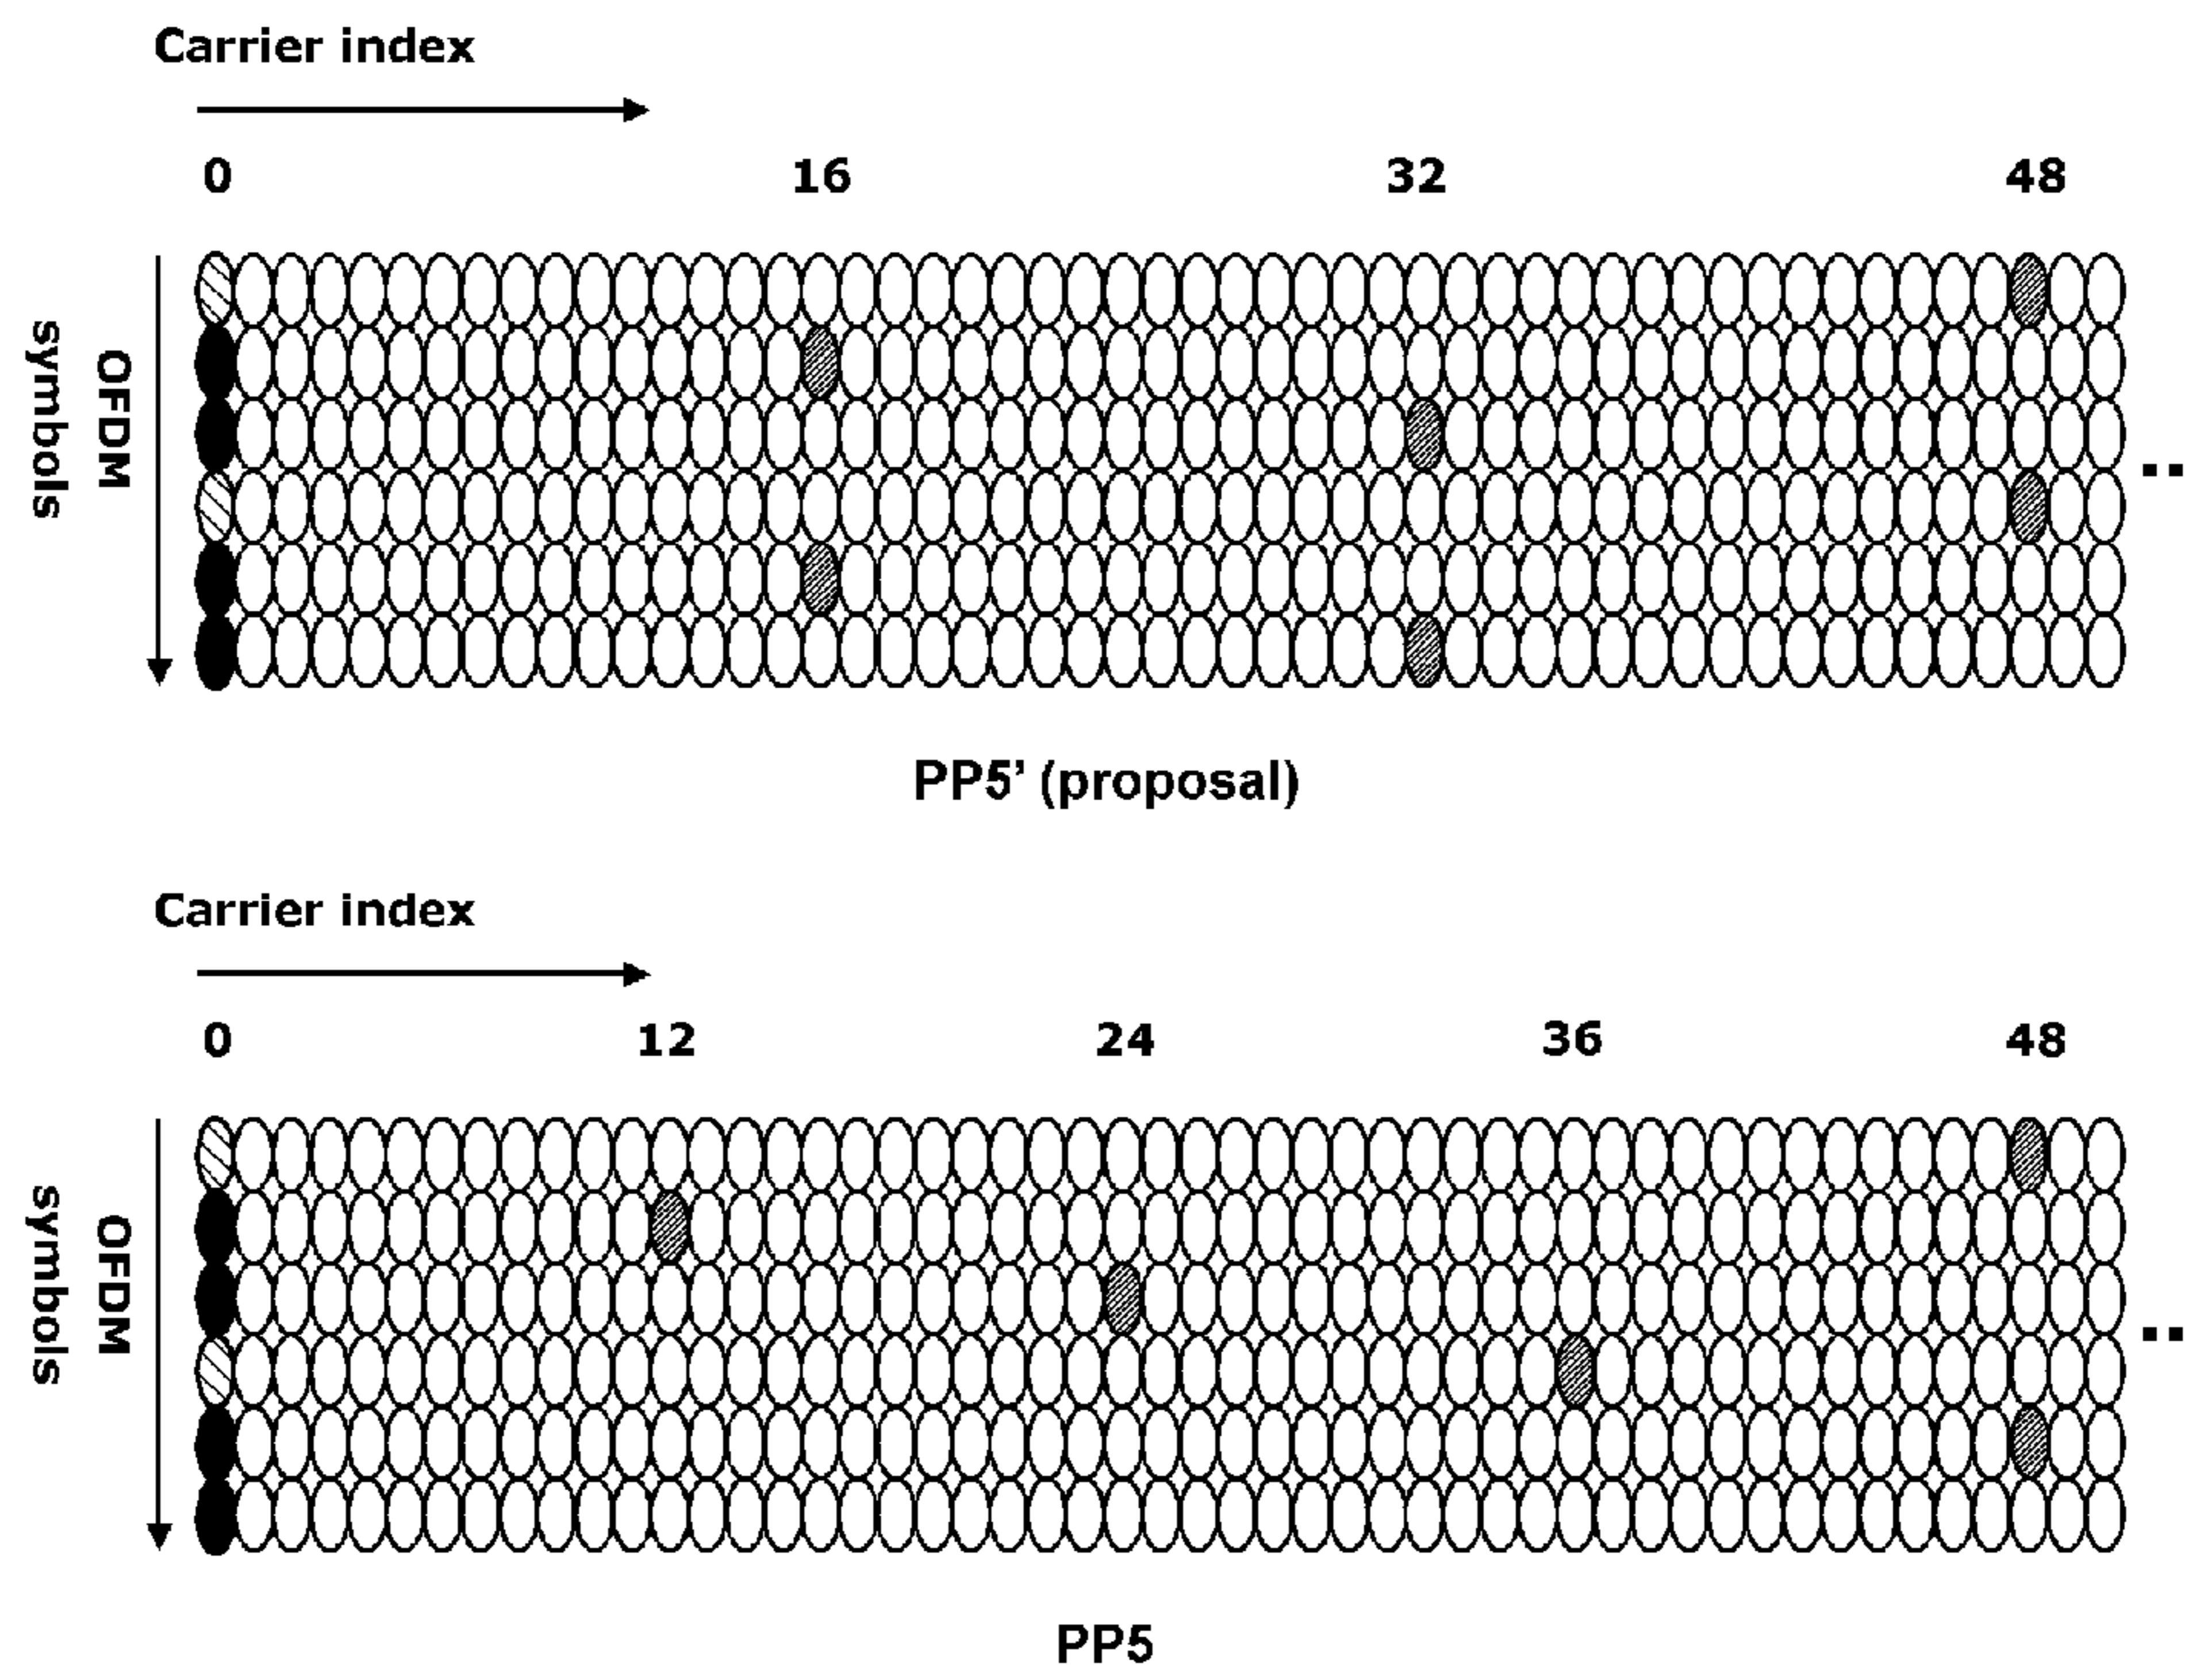 Carrier index
0 16 32 48
OFDM
symbols
..
PP5’ (proposal)
Carrier index
0 12 24 36 48
OFDM
symbols
..
PP5